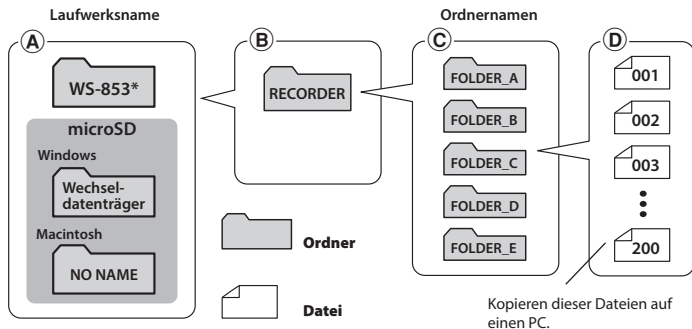 Laufwerksname
Ordnernamen
A
B
C
D
WS-853*
microSD
Windows
Wechsel-
datenträger
Macintosh
NO NAME
RECORDER
Ordner
Datei
FOLDER_A
FOLDER_B
FOLDER_C
FOLDER_D
FOLDER_E
001
002
003
200
Kopieren dieser Dateien auf
einen PC.